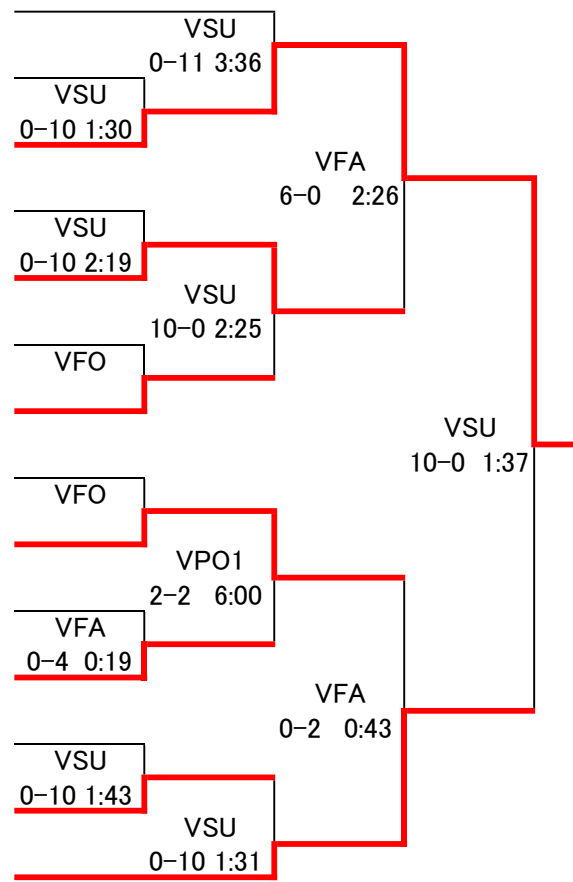 VSU
0-11 3:36
VSU
0-10 1:30
VFA
6-0 2:26
VSU
0-10 2:19
VSU
10-0 2:25
VFO
VSU
10-0 1:37
VFO
VPO1
2-2 6:00
VFA
0-4 0:19
VFA
0-2 0:43
VSU
0-10 1:43
VSU
0-10 1:31